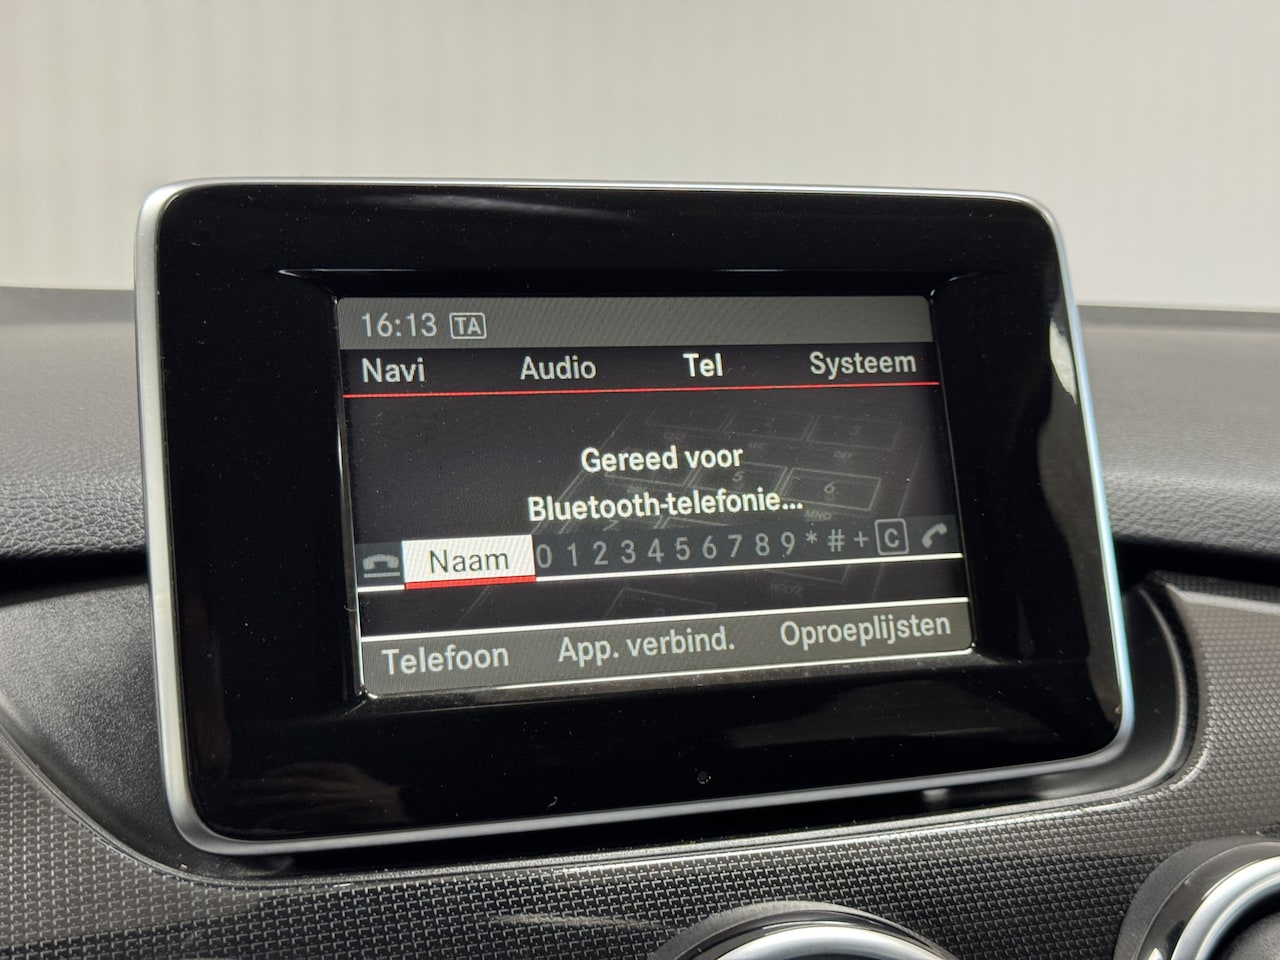 16:13 TA
Navi Audio Tel Systeem
Gereed voor
Bluetooth-telefonie...
Naam 0 1 2 3 4 5 6 7 8 9 * # + C
Telefoon App. verbind. Oproeplijsten